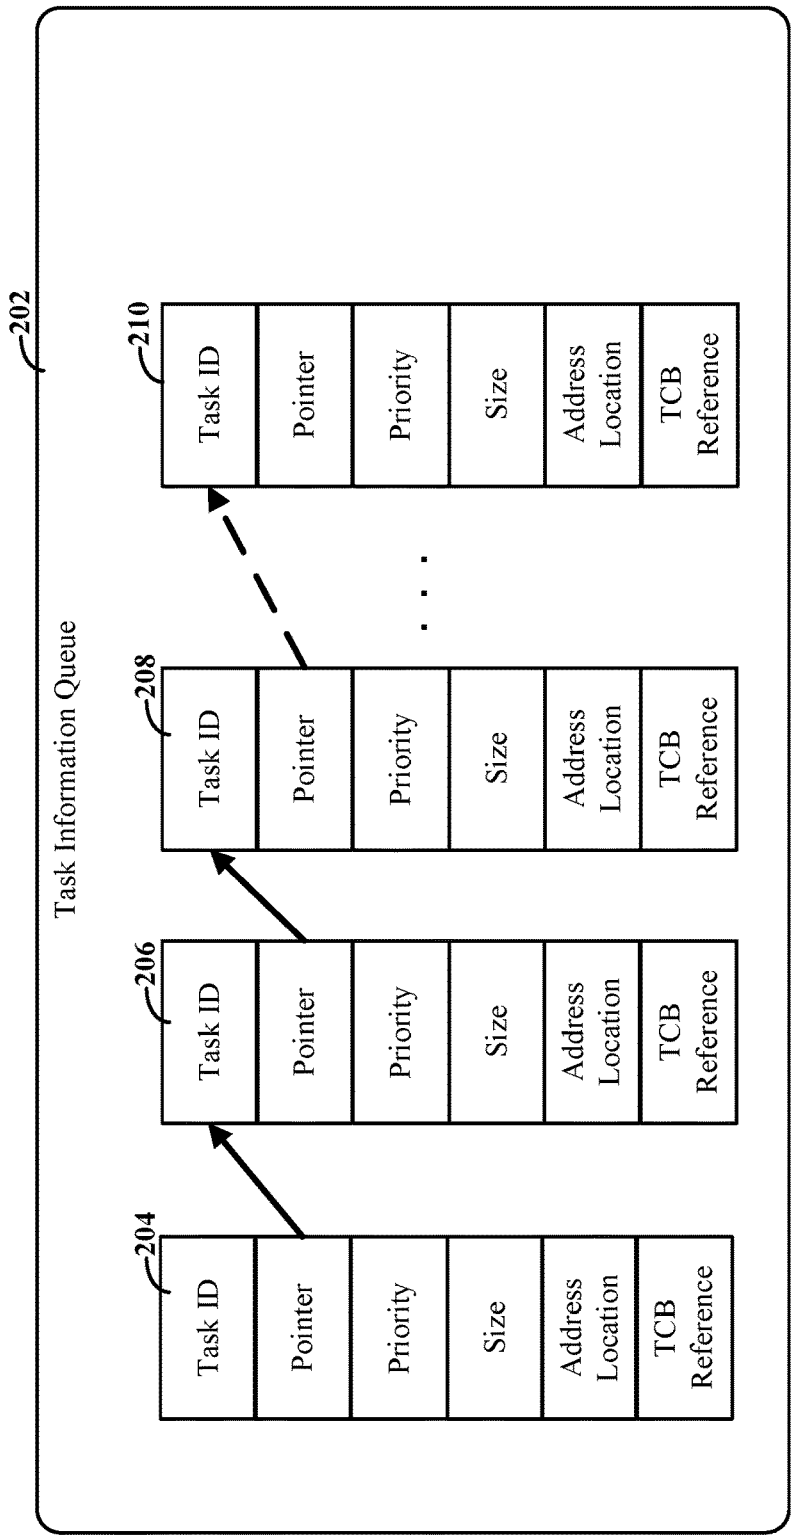 202
Task Information Queue
204
Task ID
Pointer
Priority
Size
Address
Location
TCB
Reference
206
Task ID
Pointer
Priority
Size
Address
Location
TCB
Reference
208
Task ID
Pointer
Priority
Size
Address
Location
TCB
Reference
. . .
210
Task ID
Pointer
Priority
Size
Address
Location
TCB
Reference